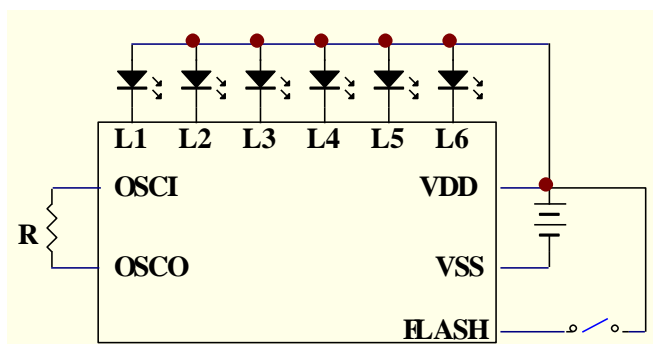 L1 L2 L3 L4 L5 L6
OSCI VDD
R
OSCO VSS
FLASH